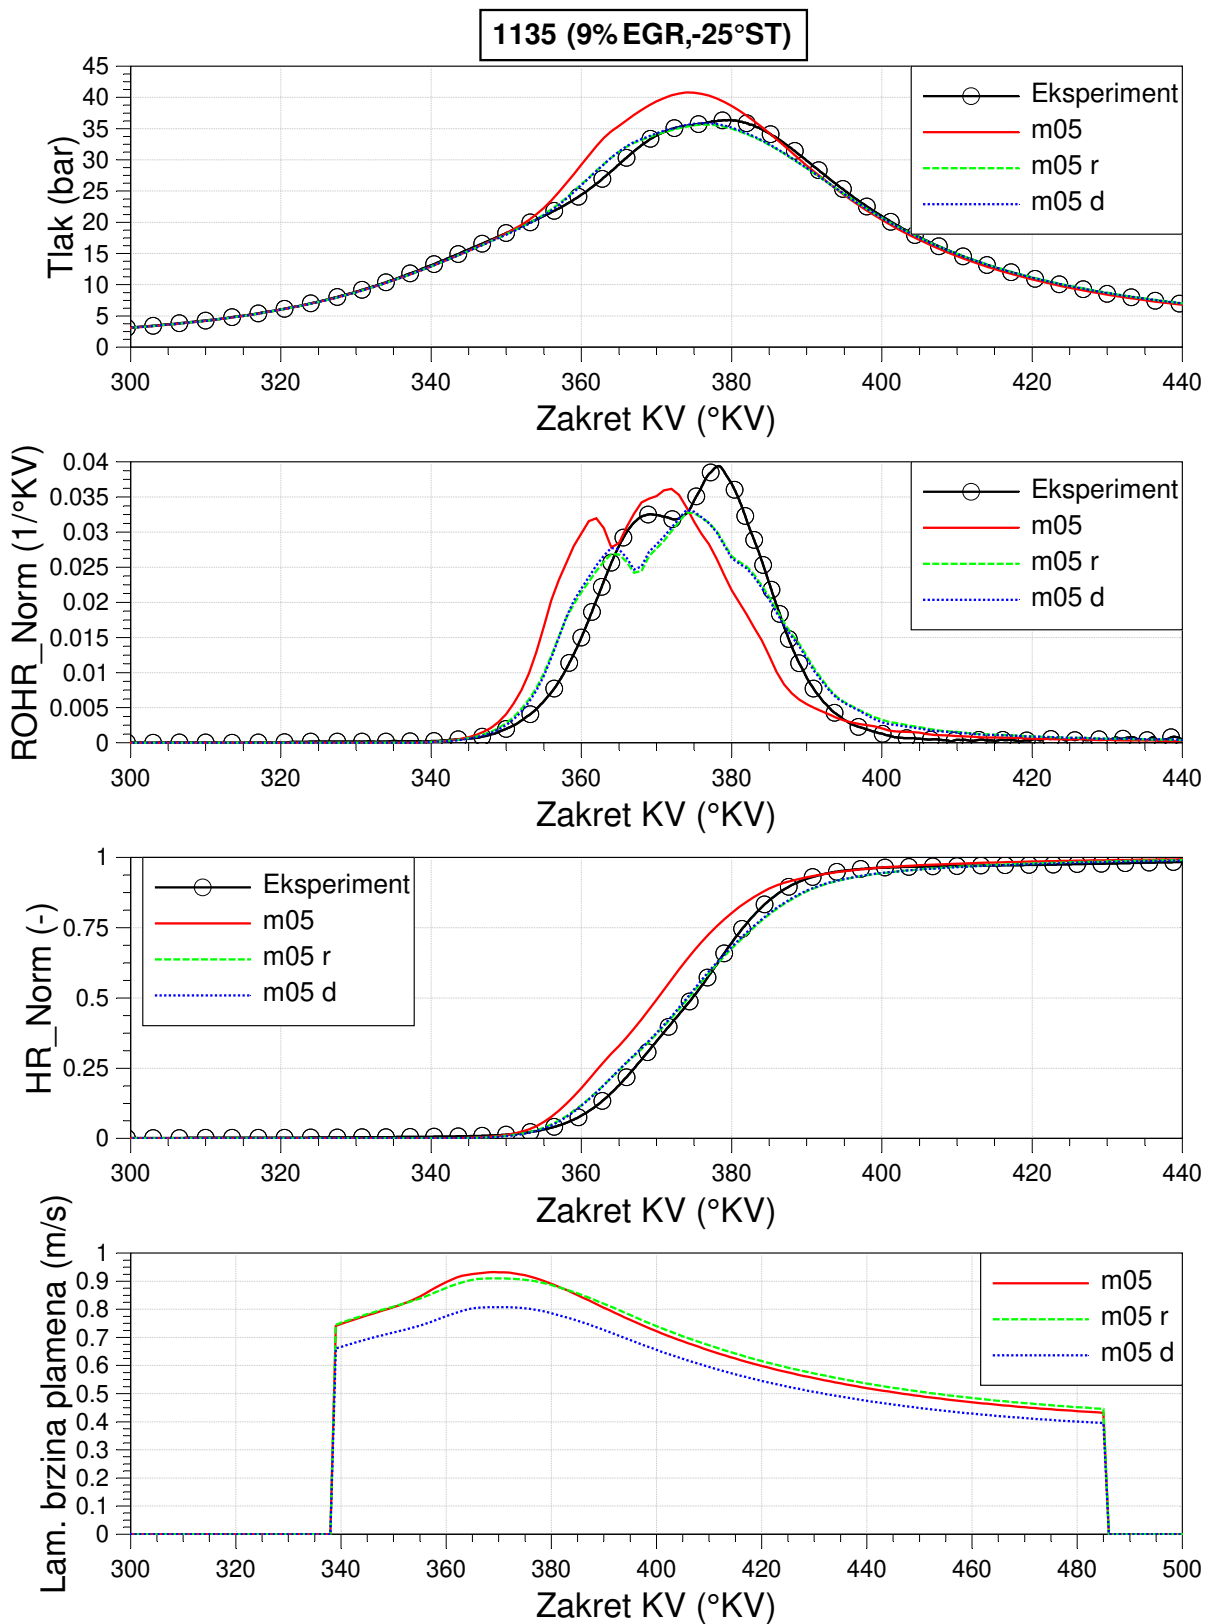 1135 (9% EGR,-25°ST)
Tlak (bar)
45
40
35
30
25
20
15
10
5
0
300 320 340 360 380 400 420 440
Zakret KV (°KV)
Eksperiment
m05
m05 r
m05 d
ROHR_Norm (1/°KV)
0.04
0.035
0.03
0.025
0.02
0.015
0.01
0.005
0
300 320 340 360 380 400 420 440
Zakret KV (°KV)
Eksperiment
m05
m05 r
m05 d
HR_Norm (-)
1
0.75
0.5
0.25
0
300 320 340 360 380 400 420 440
Zakret KV (°KV)
Eksperiment
m05
m05 r
m05 d
Lam. brzina plamena (m/s)
1
0.9
0.8
0.7
0.6
0.5
0.4
0.3
0.2
0.1
0
300 320 340 360 380 400 420 440 460 480 500
Zakret KV (°KV)
m05
m05 r
m05 d